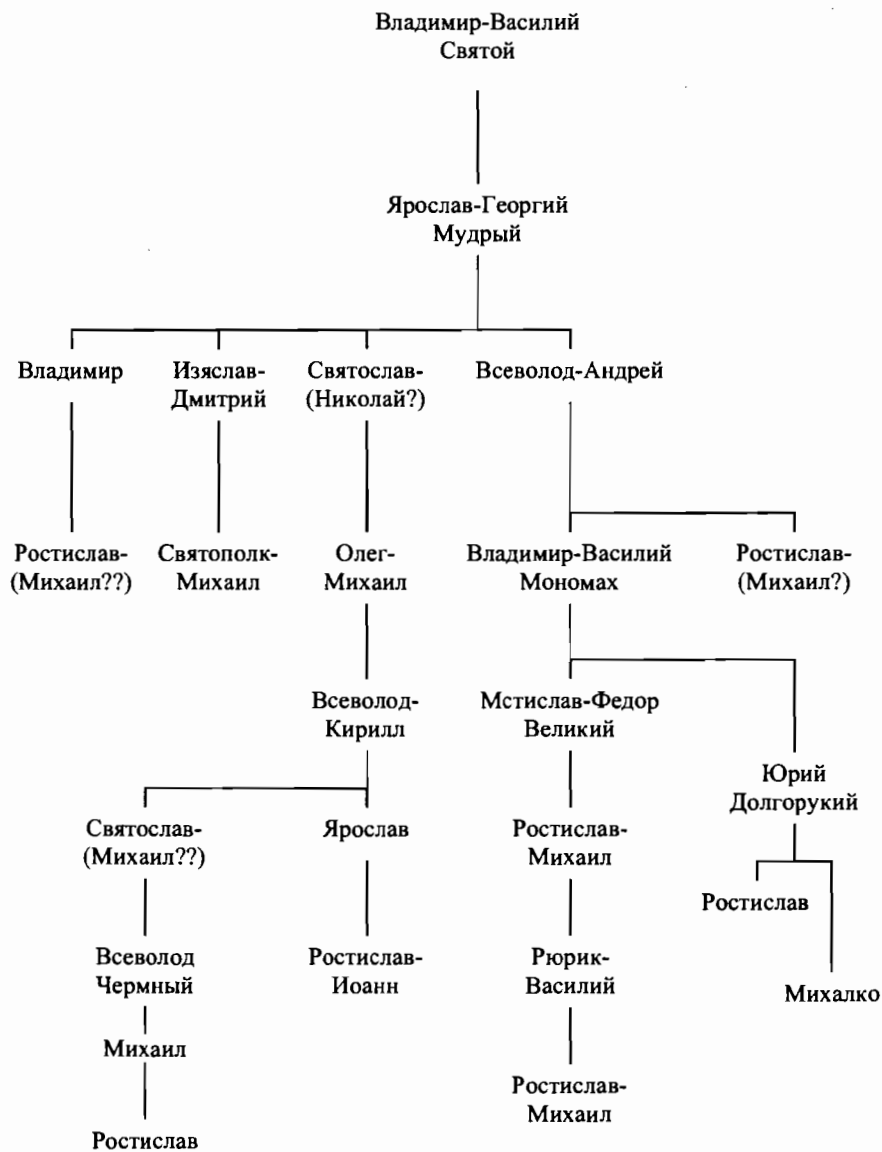 Владимир-Василий
Святой
Ярослав-Георгий
Мудрый
Владимир
Изяслав-
Дмитрий
Святослав-
(Николай?)
Всеволод-Андрей
Ростислав-
(Михаил??)
Святополк-
Михаил
Олег-
Михаил
Владимир-Василий
Мономах
Ростислав-
(Михаил?)
Всеволод-
Кирилл
Мстислав-Федор
Великий
Юрий
Долгорукий
Святослав-
(Михаил??)
Ярослав
Ростислав-
Михаил
Ростислав
Всеволод
Чермный
Ростислав-
Иоанн
Рюрик-
Василий
Михалко
Михаил
Ростислав-
Михаил
Ростислав